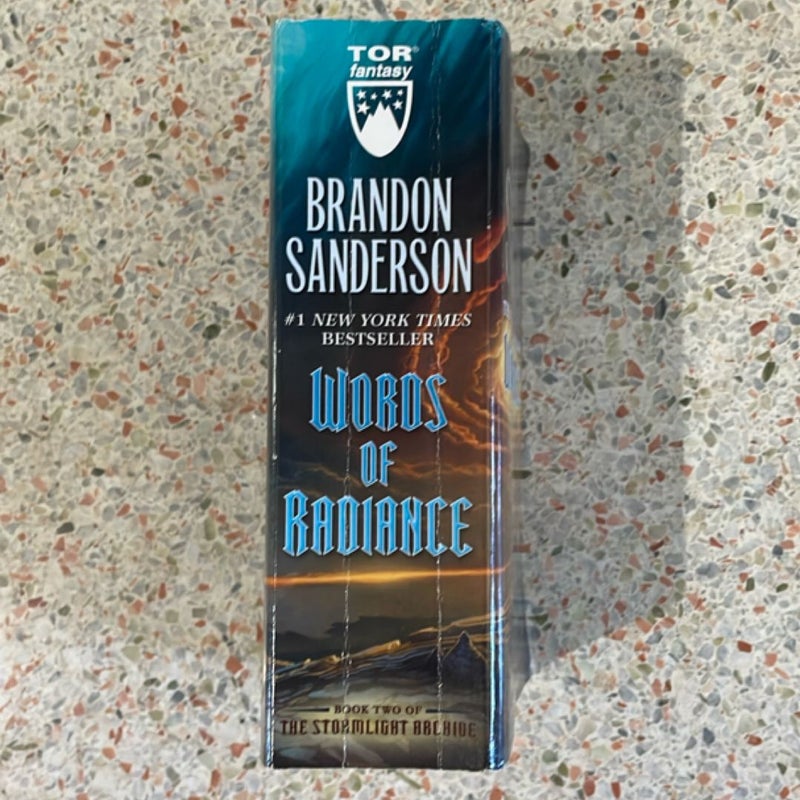 TOR®
fantasy
BRANDON
SANDERSON
#1 NEW YORK TIMES
BESTSELLER
WORDS
OF
RADIANCE
BOOK TWO OF
THE STORMLIGHT ARCHIVE